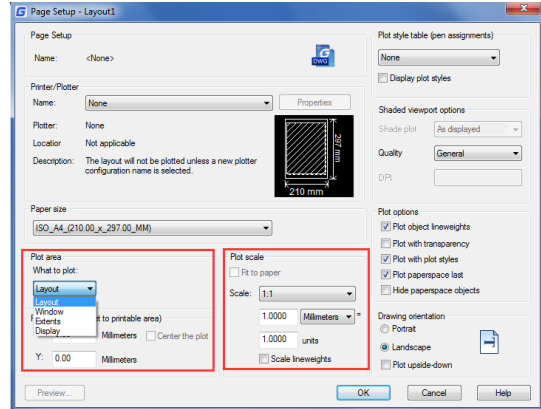 Page Setup - Layout1
Page Setup
Name: <None>
DWG
Printer/Plotter
Name: None
Properties
Plotter: None
Locatior Not applicable
Description: The layout will not be plotted unless a new plotter
configuration name is selected.
297 mm
210 mm
Paper size
ISO_A4_(210.00_x_297.00_MM)
Plot area
What to plot:
Layout
Layout
Window
Extents
Display
t to printable area)
Millimeters
Center the plot
Y: 0.00 Millimeters
Plot scale
Fit to paper
Scale: 1:1
1.0000 Millimeters =
1.0000 units
Scale lineweights
Plot style table (pen assignments)
None
Display plot styles
Shaded viewport options
Shade plot As displayed
Quality General
DPI
Plot options
Plot object lineweights
Plot with transparency
Plot with plot styles
Plot paperspace last
Hide paperspace objects
Drawing orientation
Portrait
Landscape
Plot upside-down
Preview...
OK
Cancel
Help